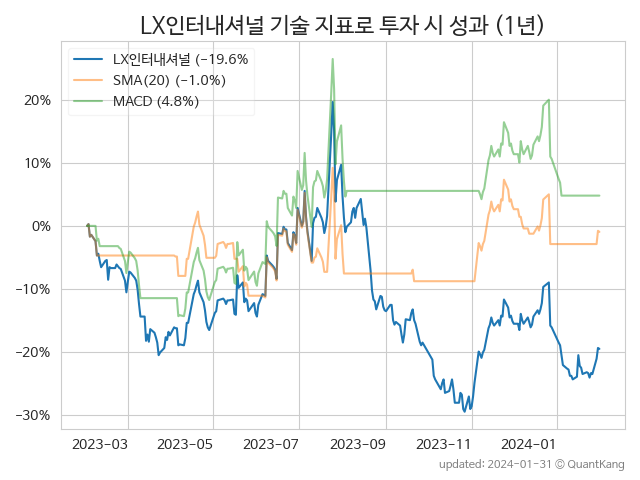 LX인터내셔널 기술 지표로 투자 시 성과 (1년)
LX인터내셔널 (−19.6%
SMA(20) (−1.0%)
MACD (4.8%)
20%
10%
0%
−10%
−20%
−30%
2023-03
2023-05
2023-07
2023-09
2023-11
2024-01
updated: 2024-01-31 © QuantKang